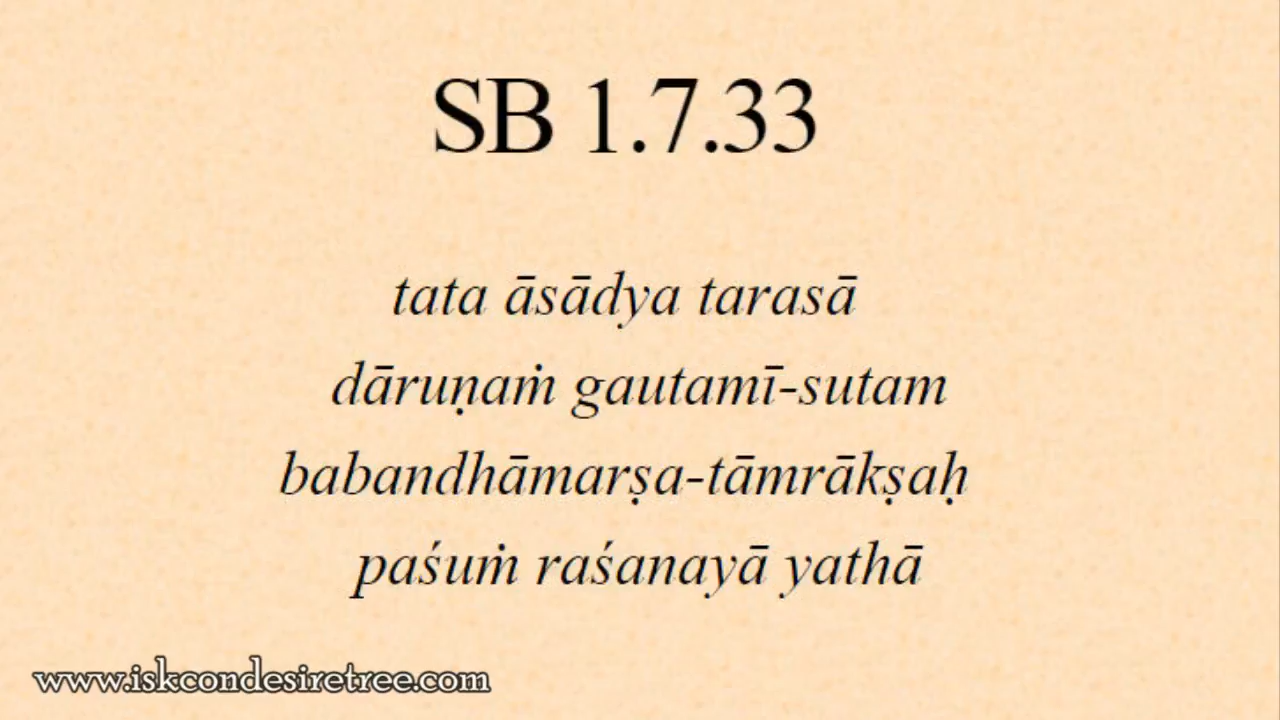 SB 1.7.33
tata āsādya tarasā
dāruṇaṁ gautamī-sutam
babandhāmarṣa-tāmrākṣaḥ
paśuṁ raśanayā yathā
www.iskcondesiretree.com